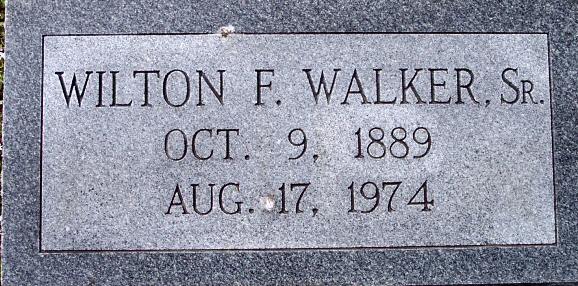 WILTON F. WALKER, SR.
OCT. 9, 1889
AUG. 17, 1974